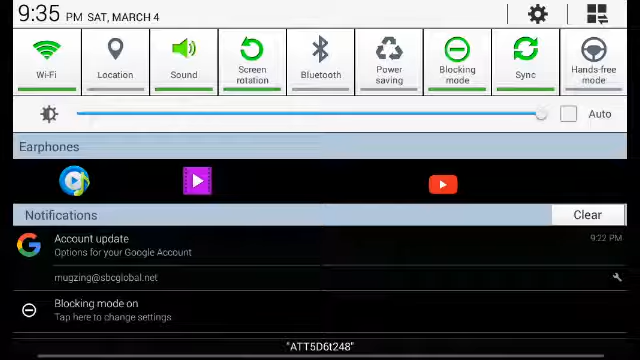 9:35 PM SAT, MARCH 4
Wi-Fi
Location
Sound
Screen rotation
Bluetooth
Power saving
Blocking mode
Sync
Hands-free mode
Auto
Earphones
Notifications
Clear
Account update
9:22 PM
Options for your Google Account
mugzing@sbcglobal.net
Blocking mode on
Tap here to change settings
"ATT5D6t248"